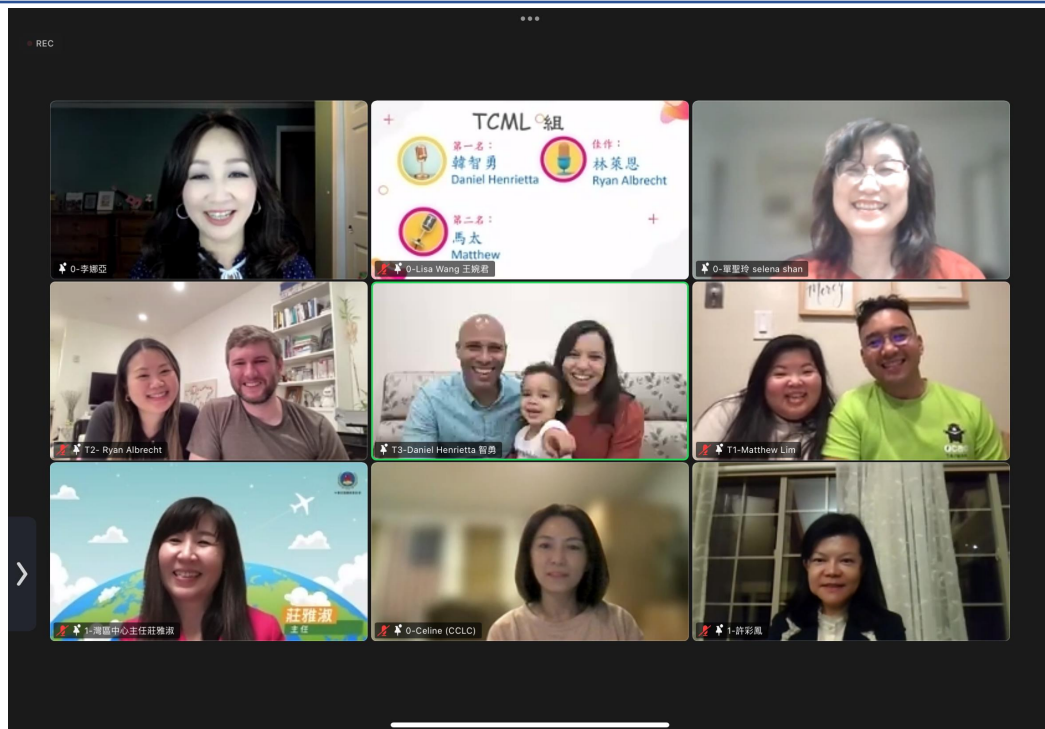 REC
0-李娜亞
TCML 組
第一名：
韓智勇
Daniel Henrietta
佳作：
林萊恩
Ryan Albrecht
第二名：
馬太
Matthew
0-Lisa Wang 王婉君
0-單聖玲 selena shan
T2- Ryan Albrecht
T3-Daniel Henrietta 智勇
Mercy
T1-Matthew Lim
莊雅淑
主任
1-灣區中心主任莊雅淑
0-Celine (CCLC)
1-許彩鳳